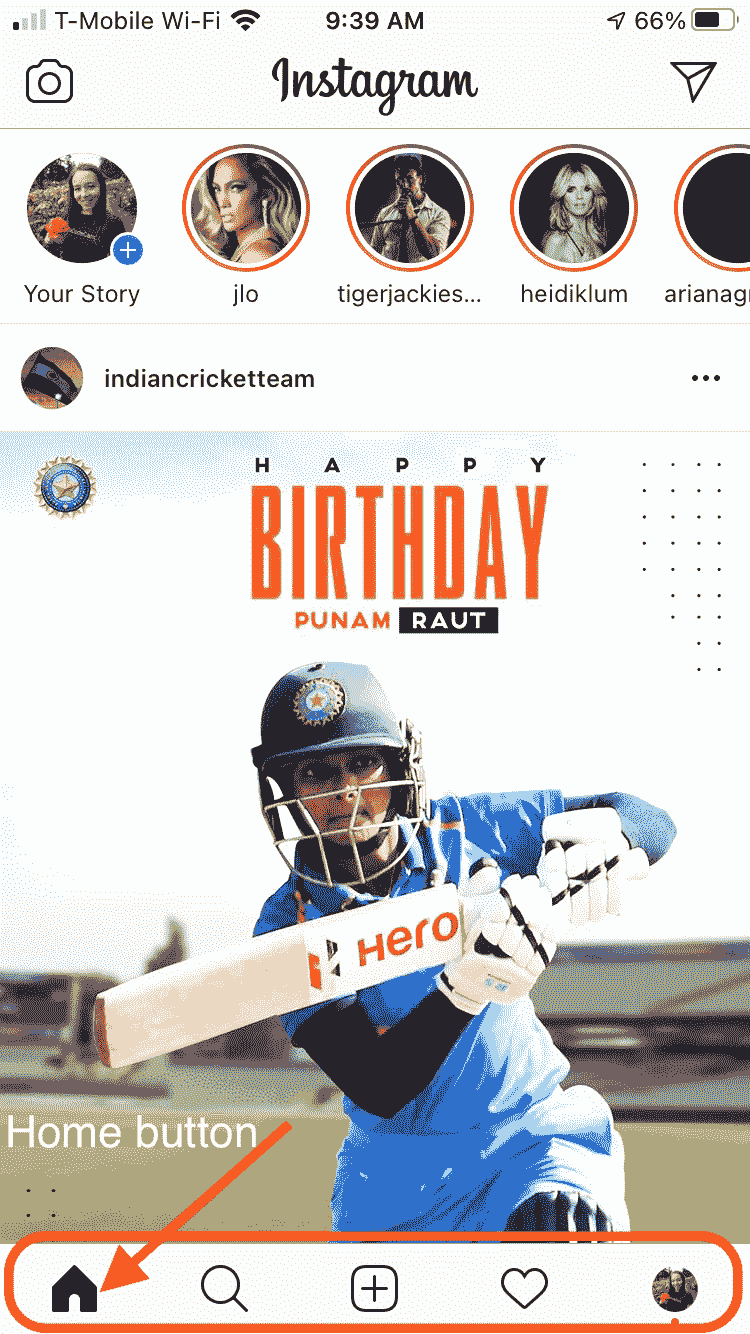 T-Mobile Wi-Fi 9:39 AM 66%
Instagram
Your Story jlo tigerjackies... heidiklum arianag
indiancricketteam
HAPPY
BIRTHDAY
PUNAM RAUT
Hero
Home button